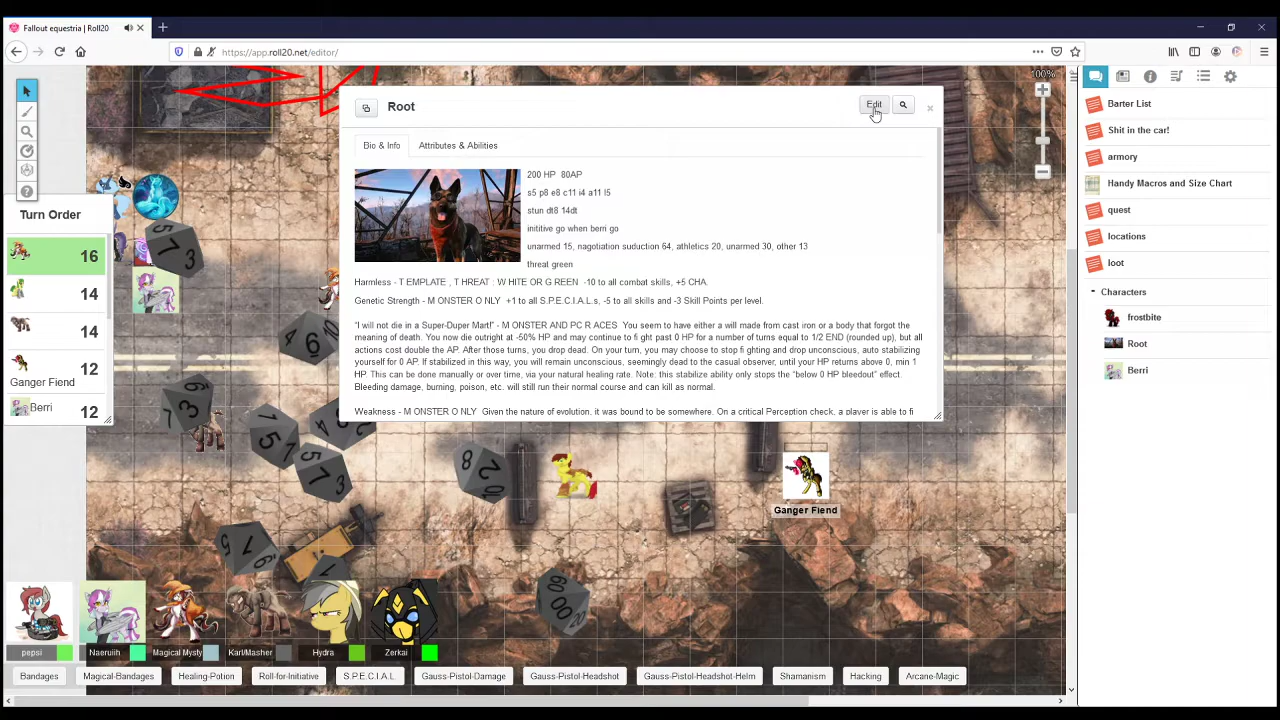 Fallout equestria | Roll20
https://app.roll20.net/editor/
100%
Root
Edit
Bio & Info
Attributes & Abilities
200 HP 80AP
s5 p8 e8 c11 i4 a11 l5
stun dt8 14dt
inititive go when berri go
unarmed 15, nagotiation suduction 64, athletics 20, unarmed 30, other 13
threat green
Harmless - T EMPLATE , T HREAT : W HITE OR G REEN -10 to all combat skills, +5 CHA.
Genetic Strength - M ONSTER O NLY +1 to all S.P.E.C.I.A.L.s, -5 to all skills and -3 Skill Points per level.
"I will not die in a Super-Duper Mart!" - M ONSTER AND PC R ACES You seem to have either a will made from cast iron or a body that forgot the
meaning of death. You now die outright at -50% HP and may continue to fi ght past 0 HP for a number of turns equal to 1/2 END (rounded up), but all
actions cost double the AP. After those turns, you drop dead. On your turn, you may choose to stop fi ghting and drop unconscious, auto stabilizing
yourself for 0 AP. If stabilized in this way, you will remain unconscious, seemingly dead to the casual observer, until your HP returns above 0, min 1
HP. This can be done manually or over time, via your natural healing rate. Note: this stabilize ability only stops the "below 0 HP bleedout" effect.
Bleeding damage, burning, poison, etc. will still run their normal course and can kill as normal.
Weakness - M ONSTER O NLY Given the nature of evolution, it was bound to be somewhere. On a critical Perception check, a player is able to fi
Turn Order
16
14
14
12
Ganger Fiend
Berri
12
Barter List
Shit in the car!
armory
Handy Macros and Size Chart
quest
locations
loot
Characters
frostbite
Root
Berri
Ganger Fiend
pepsi
Naeruiih
Magical Mysty
Karl/Masher
Hydra
Zerkai
Bandages
Magical-Bandages
Healing-Potion
Roll-for-Initiative
S.P.E.C.I.A.L
Gauss-Pistol-Damage
Gauss-Pistol-Headshot
Gauss-Pistol-Headshot-Helm
Shamanism
Hacking
Arcane-Magic